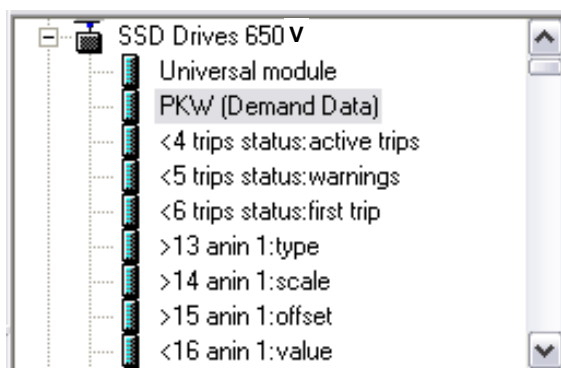 SSD Drives 650 V
Universal module
PKW (Demand Data)
<4 trips status:active trips
<5 trips status:warnings
<6 trips status:first trip
>13 anin 1:type
>14 anin 1:scale
>15 anin 1:offset
<16 anin 1:value